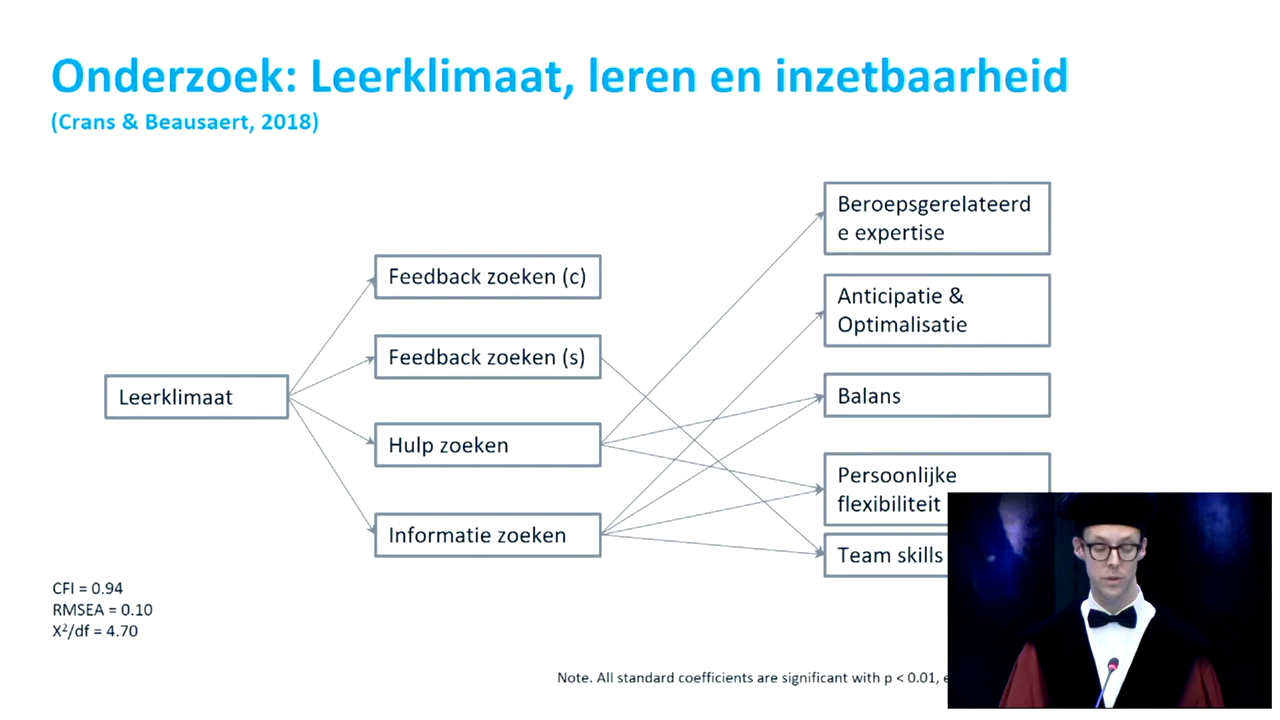 Onderzoek: Leerklimaat, leren en inzetbaarheid
(Crans & Beausaert, 2018)
Leerklimaat
Feedback zoeken (c)
Feedback zoeken (s)
Hulp zoeken
Informatie zoeken
Beroepsgerelateerd
e expertise
Anticipatie &
Optimalisatie
Balans
Persoonlijke
flexibiliteit
Team skills
CFI = 0.94
RMSEA = 0.10
X²/df = 4.70
Note. All standard coefficients are significant with p < 0.01,